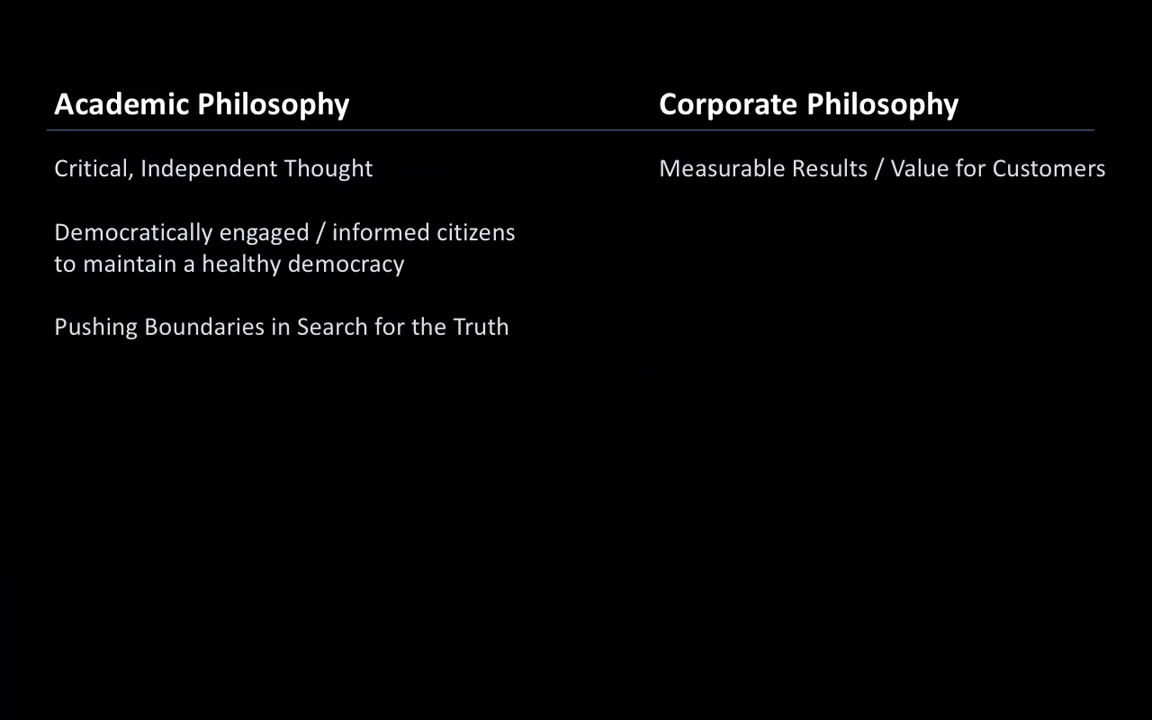 Academic Philosophy
Corporate Philosophy
Critical, Independent Thought
Measurable Results / Value for Customers
Democratically engaged / informed citizens
to maintain a healthy democracy
Pushing Boundaries in Search for the Truth